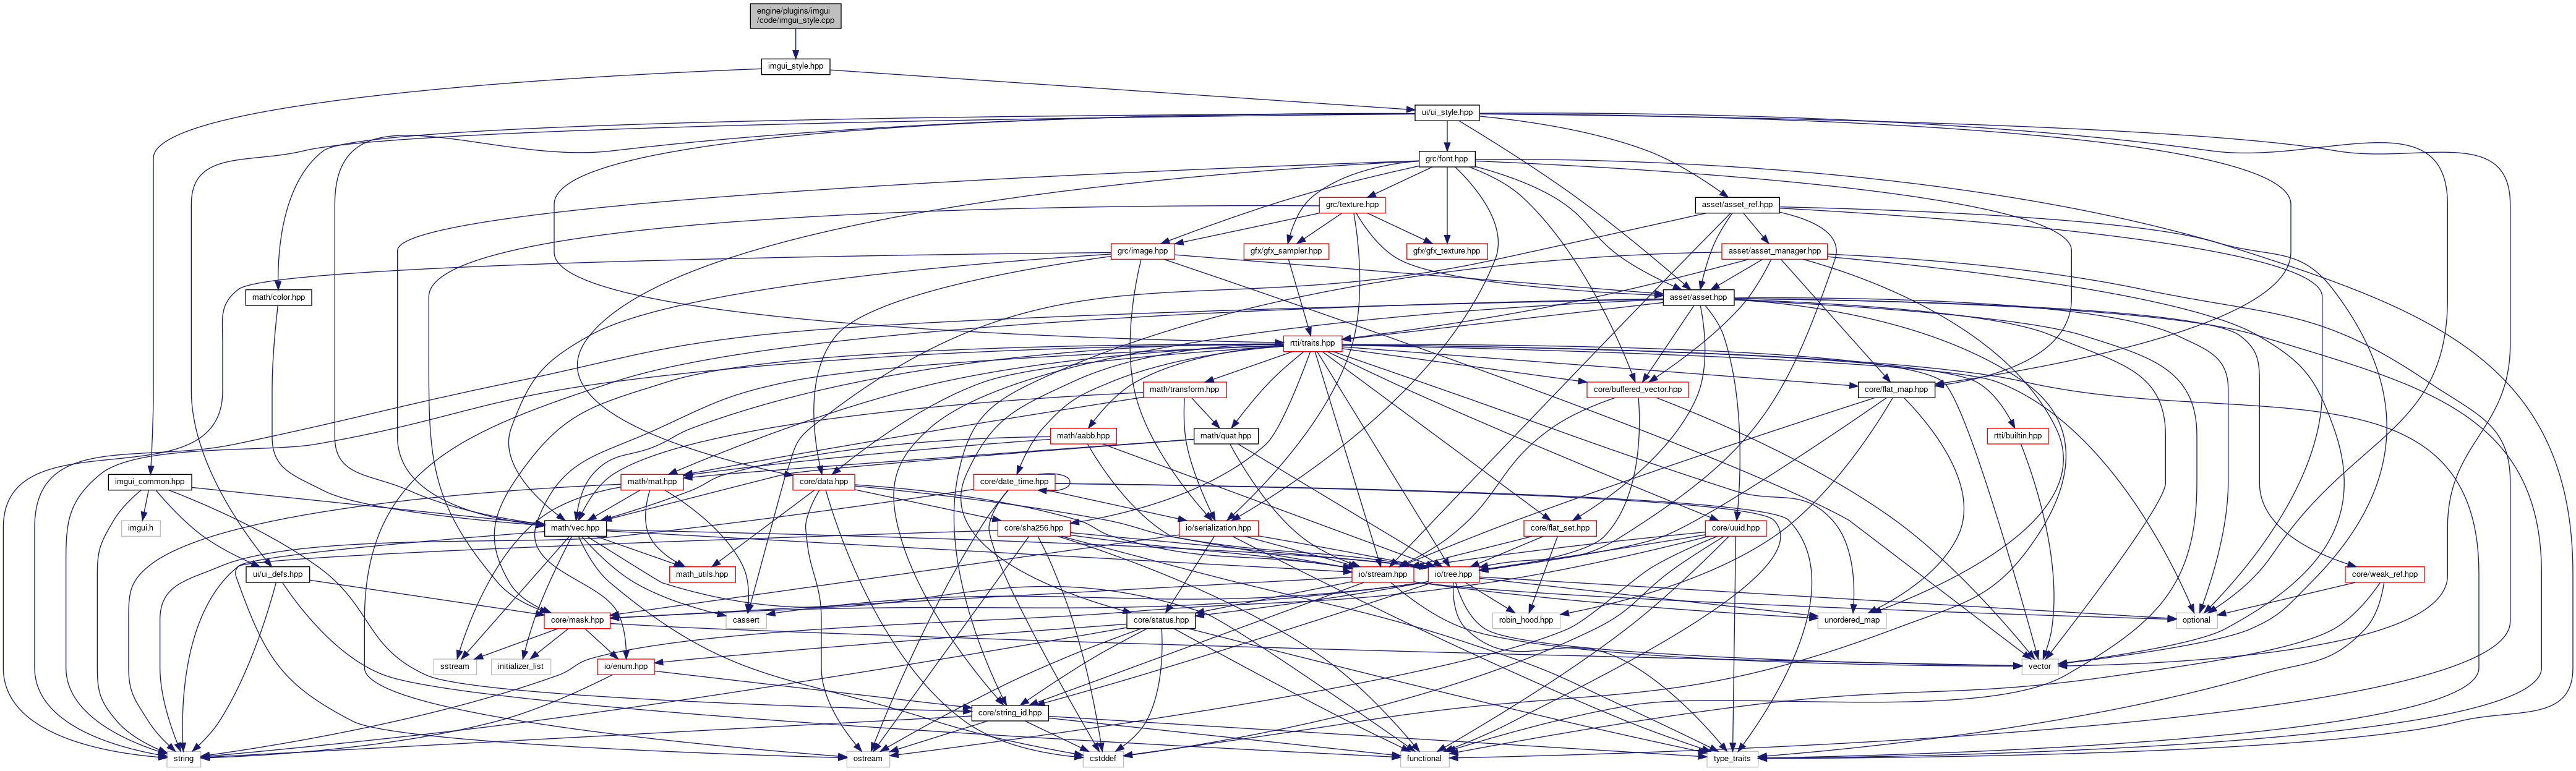 engine/plugins/imgui
/code/imgui_style.cpp
imgui_style.hpp
ui/ui_style.hpp
grc/font.hpp
grc/texture.hpp
asset/asset_ref.hpp
grc/image.hpp
gfx/gfx_sampler.hpp
gfx/gfx_texture.hpp
asset/asset_manager.hpp
math/color.hpp
asset/asset.hpp
rtti/traits.hpp
math/transform.hpp
core/buffered_vector.hpp
core/flat_map.hpp
math/aabb.hpp
math/quat.hpp
rtti/builtin.hpp
imgui_common.hpp
math/mat.hpp
core/data.hpp
core/date_time.hpp
imgui.h
math/vec.hpp
core/sha256.hpp
io/serialization.hpp
core/flat_set.hpp
core/uuid.hpp
ui/ui_defs.hpp
math_utils.hpp
io/stream.hpp
io/tree.hpp
core/weak_ref.hpp
core/mask.hpp
cassert
core/status.hpp
robin_hood.hpp
unordered_map
optional
sstream
initializer_list
io/enum.hpp
vector
core/string_id.hpp
string
ostream
cstddef
functional
type_traits